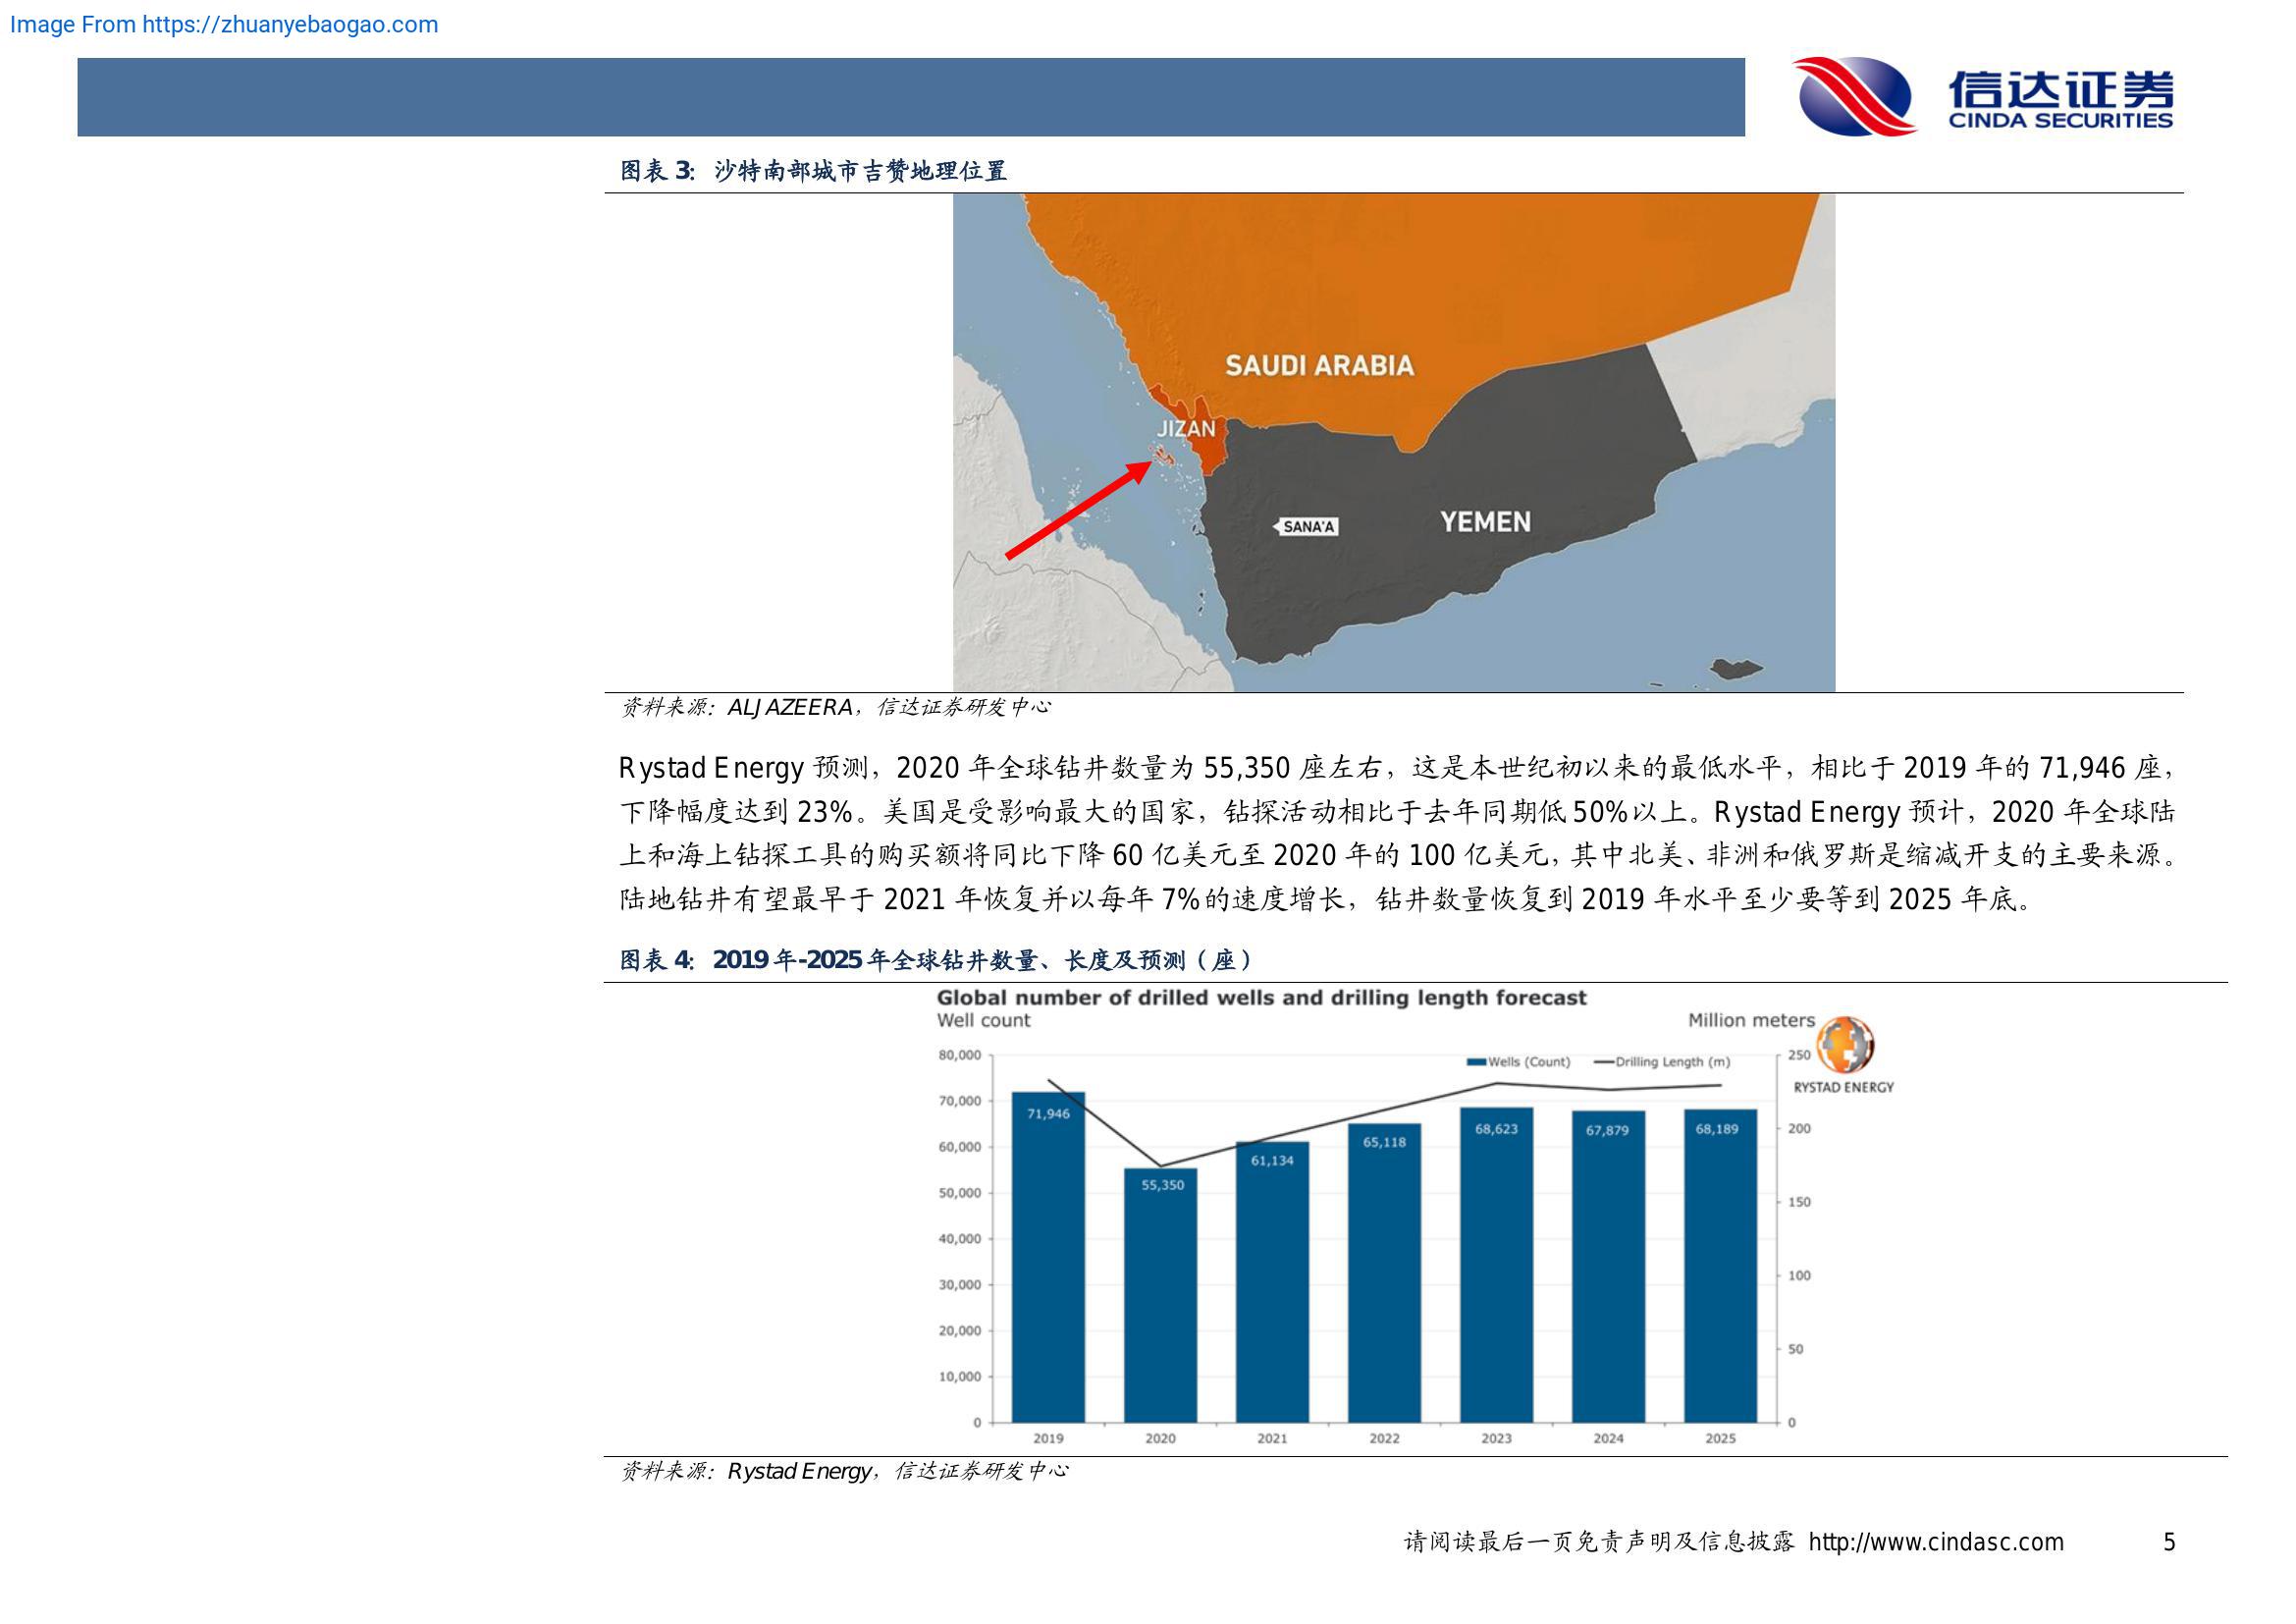 Image From https://zhuanyebaogao.com
信达证券
CINDA SECURITIES
图表 3: 沙特南部城市吉赞地理位置
SAUDI ARABIA
JIZAN
SANA'A
YEMEN
资料来源: ALJAZEERA，信达证券研发中心
Rystad Energy 预测，2020 年全球钻井数量为 55,350 座左右，这是本世纪初以来的最低水平，相比于 2019 年的 71,946 座，
下降幅度达到 23%。美国是受影响最大的国家，钻探活动相比于去年同期低 50%以上。Rystad Energy 预计，2020 年全球陆
上和海上钻探工具的购买额将同比下降 60 亿美元至 2020 年的 100 亿美元，其中北美、非洲和俄罗斯是缩减开支的主要来源。
陆地钻井有望最早于 2021 年恢复并以每年 7%的速度增长，钻井数量恢复到 2019 年水平至少要等到 2025 年底。
图表 4: 2019 年-2025 年全球钻井数量、长度及预测（座）
Global number of drilled wells and drilling length forecast
Well count
Million meters
Wells (Count)
Drilling Length (m)
RYSTAD ENERGY
80,000
70,000
60,000
50,000
40,000
30,000
20,000
10,000
0
71,946
55,350
61,134
65,118
68,623
67,879
68,189
250
200
150
100
50
0
2019
2020
2021
2022
2023
2024
2025
资料来源: Rystad Energy，信达证券研发中心
请阅读最后一页免责声明及信息披露 http://www.cindasc.com 5